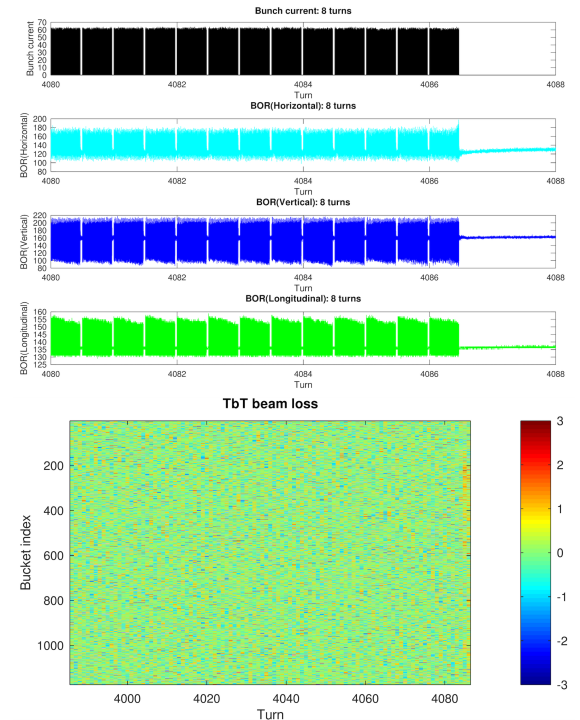 Bunch current: 8 turns
70
60
50
40
30
20
10
0
Bunch current
4080 4082 4084 4086 4088
Turn
BOR(Horizontal): 8 turns
200
180
160
140
120
100
80
BOR(Horizontal)
4080 4082 4084 4086 4088
Turn
BOR(Vertical): 8 turns
220
200
180
160
140
120
100
80
BOR(Vertical)
4080 4082 4084 4086 4088
Turn
BOR(Longitudinal): 8 turns
160
155
150
145
140
135
130
125
BOR(Longitudinal)
4080 4082 4084 4086 4088
Turn
TbT beam loss
200
400
600
800
1000
Bucket index
4000 4020 4040 4060 4080
Turn
3
2
1
0
-1
-2
-3